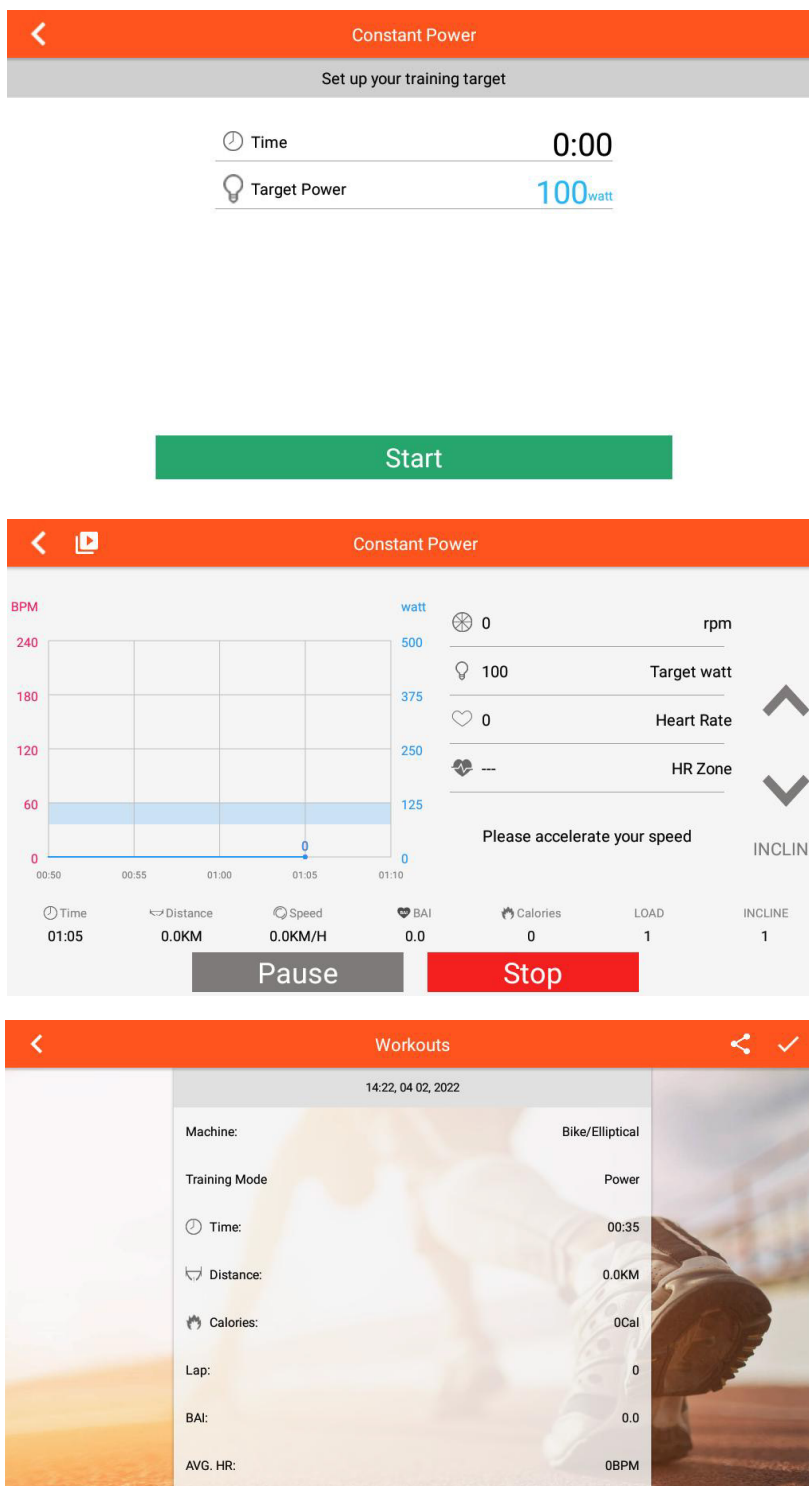 Constant Power
Set up your training target
Time 0:00
Target Power 100watt
Start
Constant Power
BPM watt
240 500
180 375
120 250
60 125
0 0 0
00:50 00:55 01:00 01:05 01:10
0 rpm
100 Target watt
0 Heart Rate
--- HR Zone
Please accelerate your speed
INCLIN
Time Distance Speed BAI Calories LOAD INCLINE
01:05 0.0KM 0.0KM/H 0.0 0 1 1
Pause Stop
Workouts
14:22, 04 02, 2022
Machine: Bike/Elliptical
Training Mode Power
Time: 00:35
Distance: 0.0KM
Calories: 0Cal
Lap: 0
BAI: 0.0
AVG. HR: 0BPM